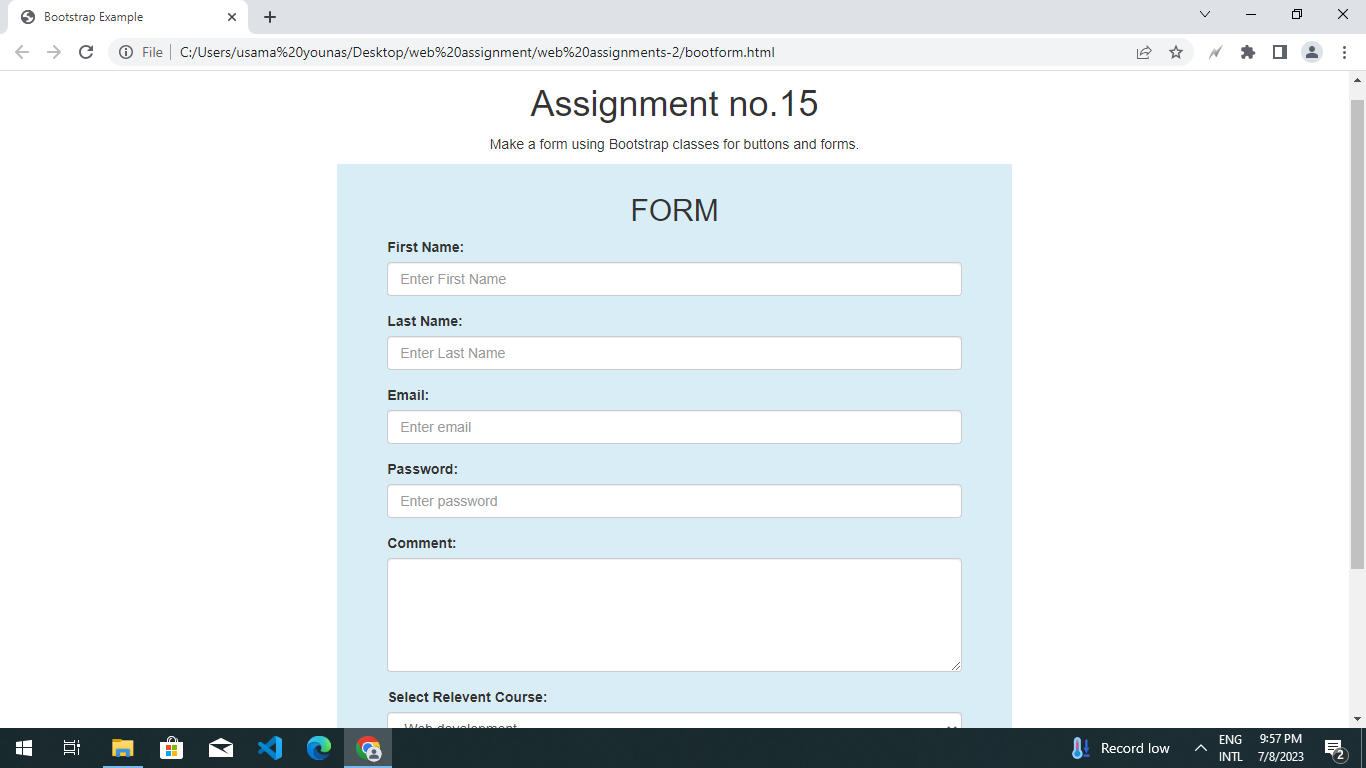 Bootstrap Example
File
C:/Users/usama%20younas/Desktop/web%20assignment/web%20assignments-2/bootform.html
Assignment no.15
Make a form using Bootstrap classes for buttons and forms.
FORM
First Name:
Enter First Name
Last Name:
Enter Last Name
Email:
Enter email
Password:
Enter password
Comment:
Select Relevent Course:
Web development
Record low
ENG
INTL
9:57 PM
7/8/2023
2